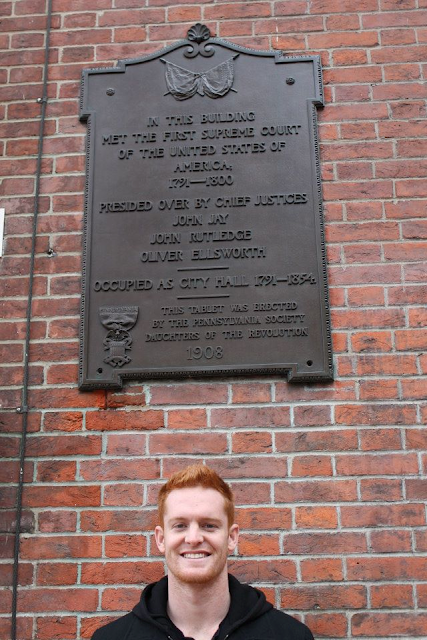 IN THIS BUILDING
MET THE FIRST SUPREME COURT
OF THE UNITED STATES OF
AMERICA;
1791—1800
PRESIDED OVER BY CHIEF JUSTICES
JOHN JAY
JOHN RUTLEDGE
OLIVER ELLSWORTH
OCCUPIED AS CITY HALL 1791—1854
THIS TABLET WAS ERECTED
BY THE PENNSYLVANIA SOCIETY
DAUGHTERS OF THE REVOLUTION
1908